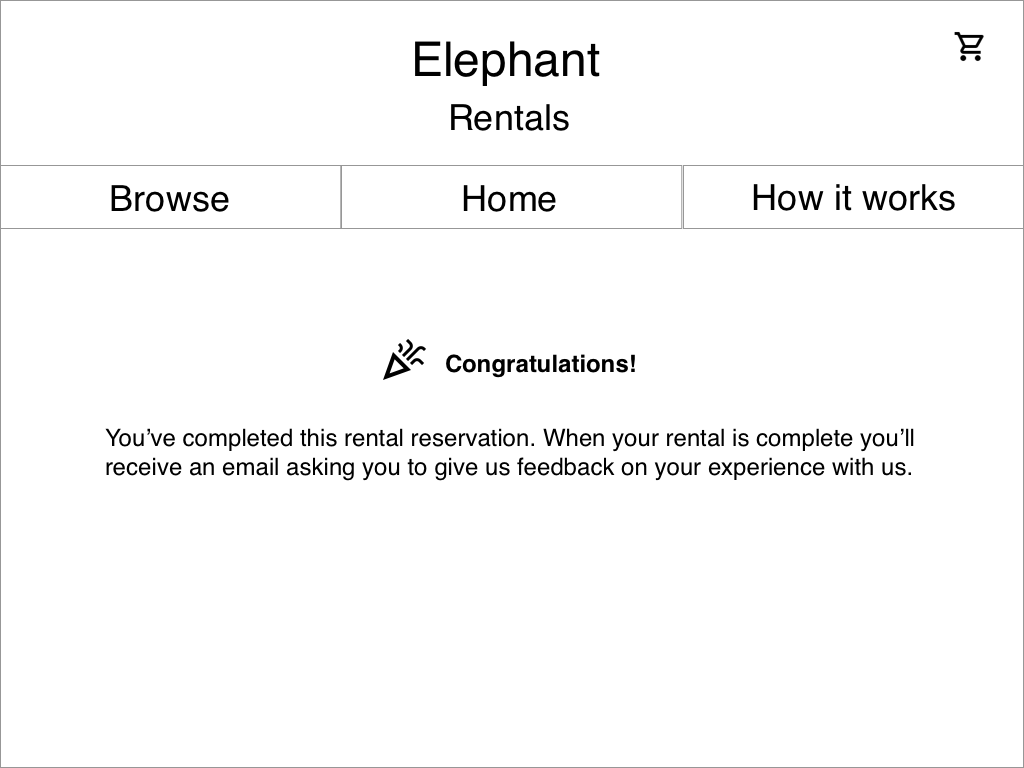 Elephant
Rentals
Browse
Home
How it works
Congratulations!
You’ve completed this rental reservation. When your rental is complete you’ll
receive an email asking you to give us feedback on your experience with us.